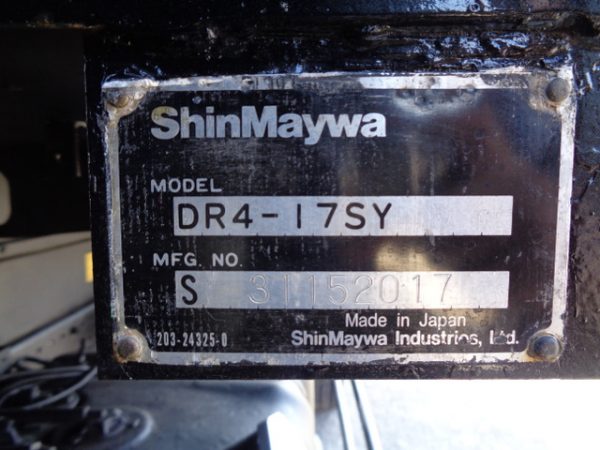 ShinMaywa
MODEL
DR4-17SY
MFG. NO.
S 31152017
Made in Japan
203-24325-0 ShinMaywa Industries, Ltd.